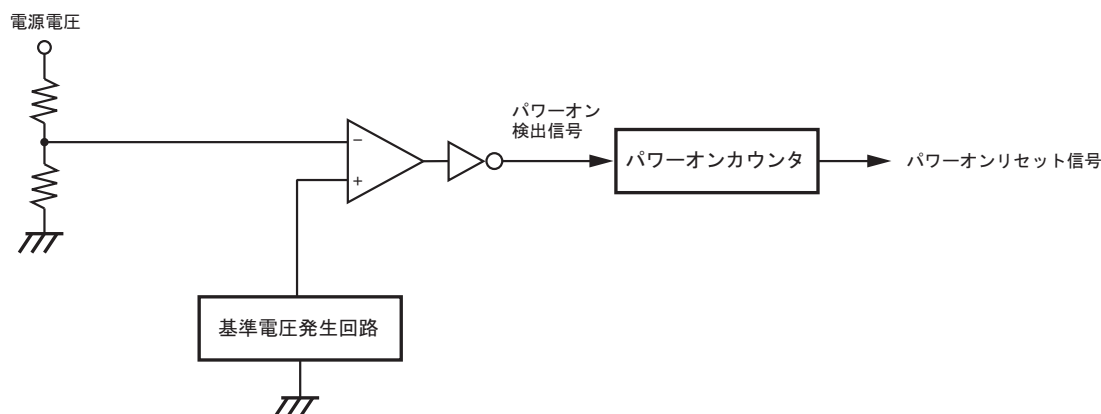 電源電圧
パワーオン
検出信号
−
+
パワーオンカウンタ
パワーオンリセット信号
基準電圧発生回路